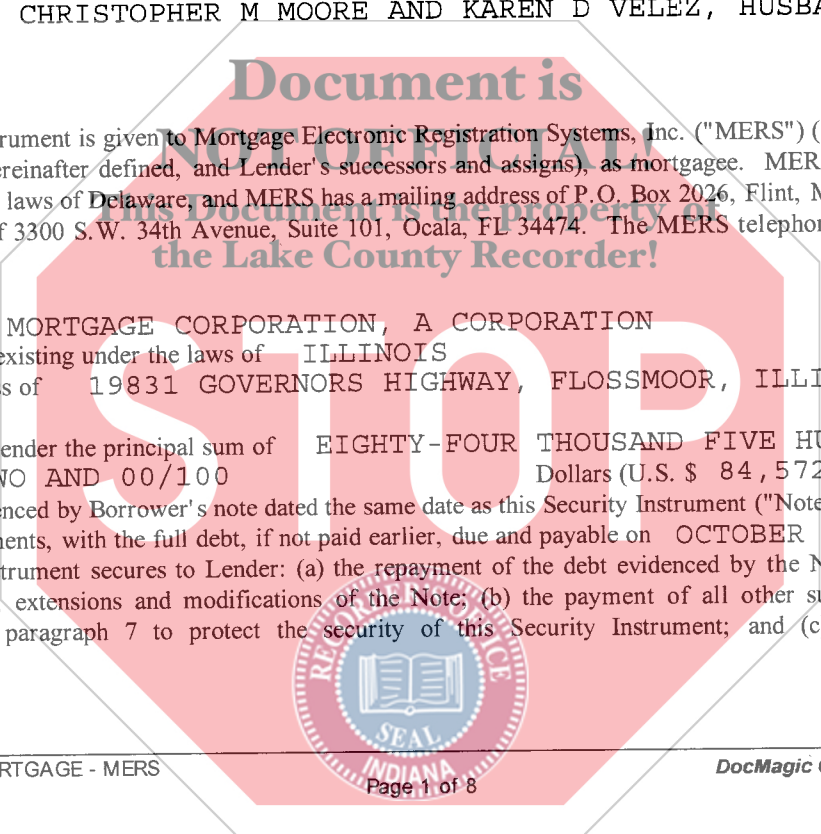 CHRISTOPHER M MOORE AND KAREN D VELEZ, HUSBA
Document is
rument is given to Mortgage Electronic Registration Systems, Inc. ("MERS") (
NOT OFFICIAL!
ereinafter defined, and Lender's successors and assigns), as mortgagee. MER
laws of Delaware, and MERS has a mailing address of P.O. Box 2026, Flint, M
This Document is the property of
f 3300 S.W. 34th Avenue, Suite 101, Ocala, FL 34474. The MERS telephon
the Lake County Recorder!
MORTGAGE CORPORATION, A CORPORATION
existing under the laws of ILLINOIS
ss of 19831 GOVERNORS HIGHWAY, FLOSSMOOR, ILLI
STOP
ender the principal sum of EIGHTY-FOUR THOUSAND FIVE HU
WO AND 00/100 Dollars (U.S. $ 84,572
enced by Borrower's note dated the same date as this Security Instrument ("Note
nents, with the full debt, if not paid earlier, due and payable on OCTOBER
strument secures to Lender: (a) the repayment of the debt evidenced by the N
extensions and modifications of the Note; (b) the payment of all other su
paragraph 7 to protect the security of this Security Instrument; and (c
RECORDER'S OFFICE
SEAL
INDIANA
RTGAGE - MERS
DocMagic
Page 1 of 8